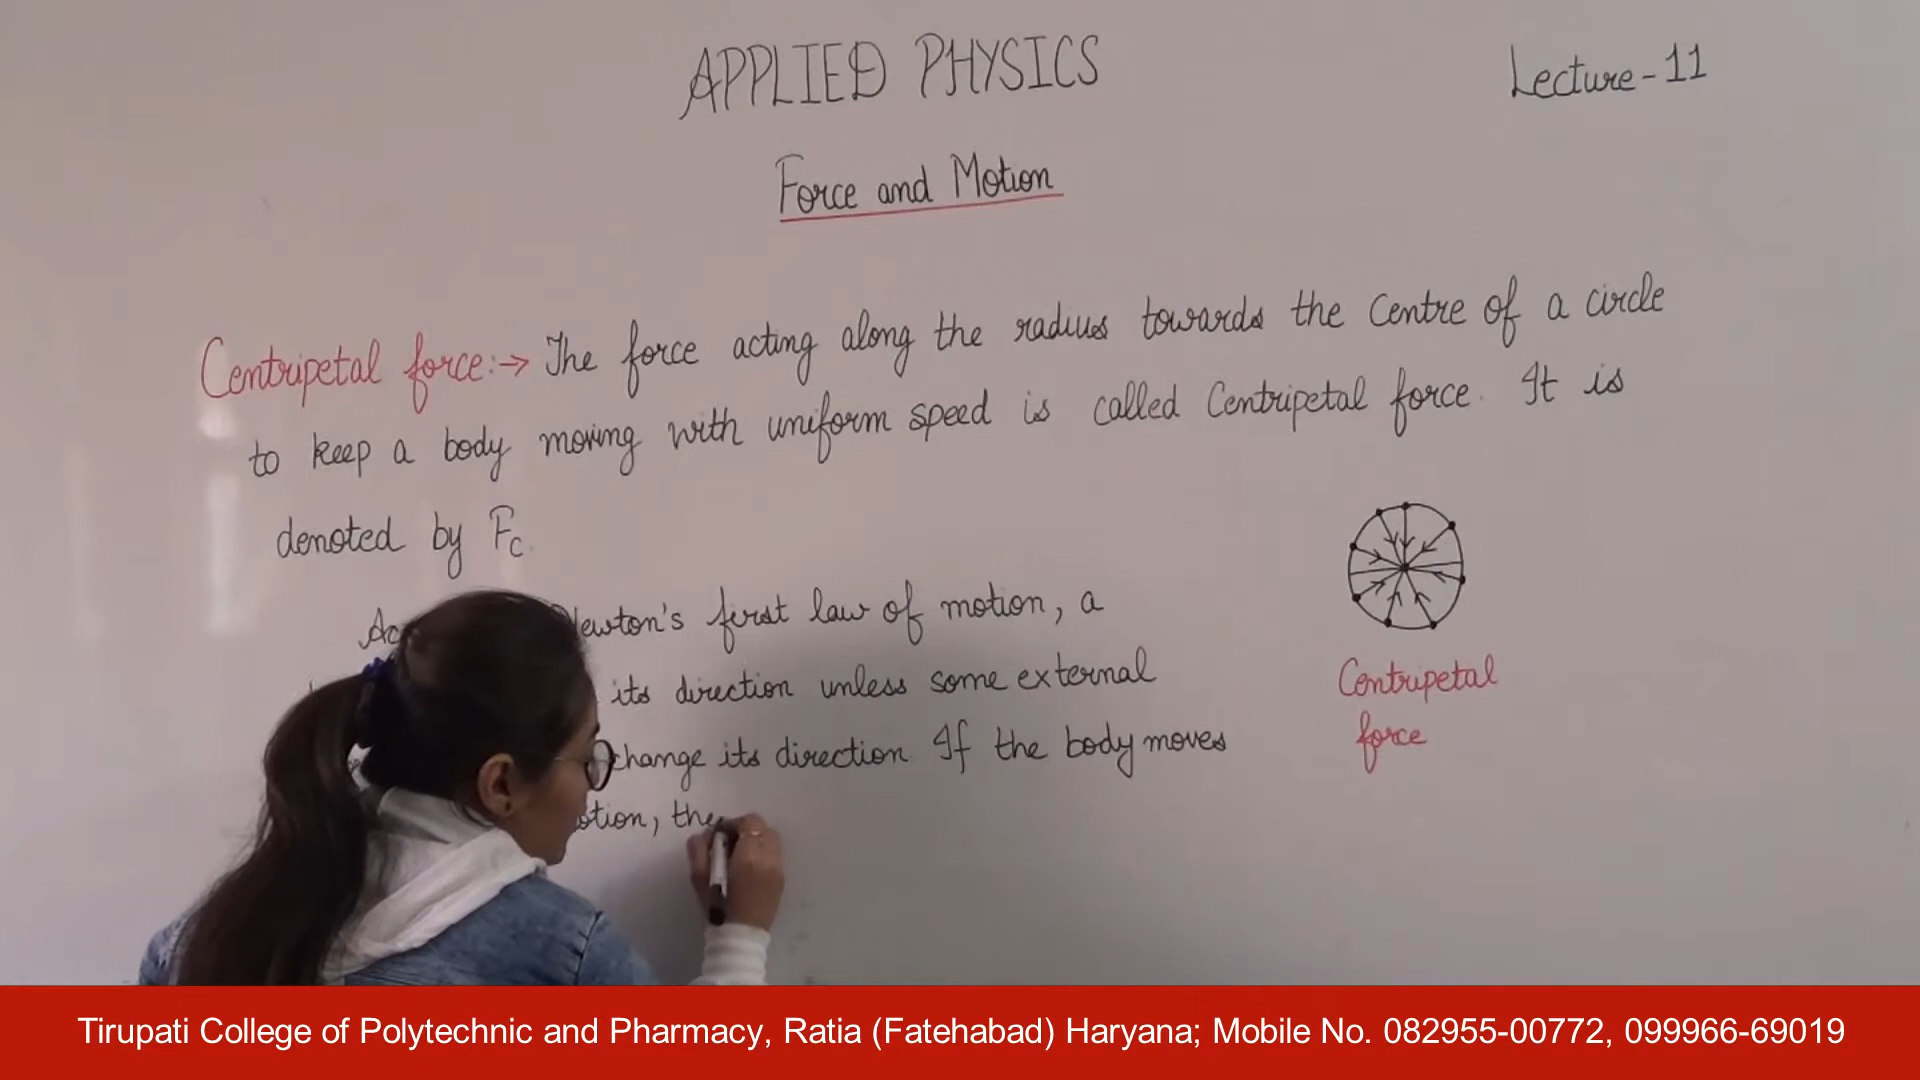 APPLIED PHYSICS
Lecture-11
Force and Motion
Centripetal force:→ The force acting along the radius towards the Centre of a circle
to keep a body moving with uniform speed is called Centripetal force. It is
denoted by Fc.
Newton's first law of motion, a
its direction unless some external
change its direction If the body moves
the
Centripetal
force
Tirupati College of Polytechnic and Pharmacy, Ratia (Fatehabad) Haryana; Mobile No. 082955-00772, 099966-69019